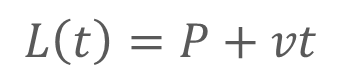 L(t) = P + vt